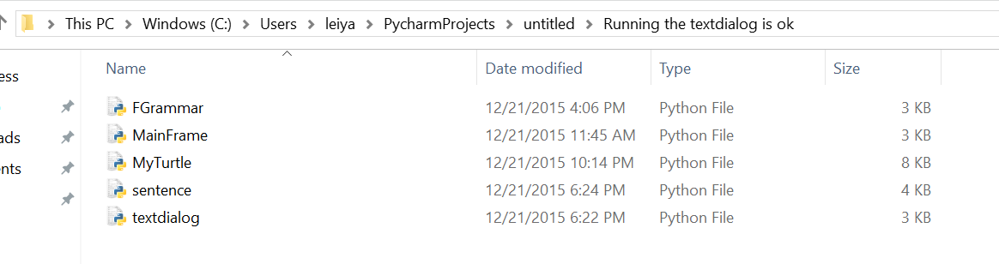 This PC > Windows (C:) > Users > leiya > PycharmProjects > untitled > Running the textdialog is ok
Name Date modified Type Size
ess
FGrammar 12/21/2015 4:06 PM Python File 3 KB
MainFrame 12/21/2015 11:45 AM Python File 3 KB
ads
MyTurtle 12/21/2015 10:14 PM Python File 8 KB
ents
sentence 12/21/2015 6:24 PM Python File 4 KB
textdialog 12/21/2015 6:22 PM Python File 3 KB